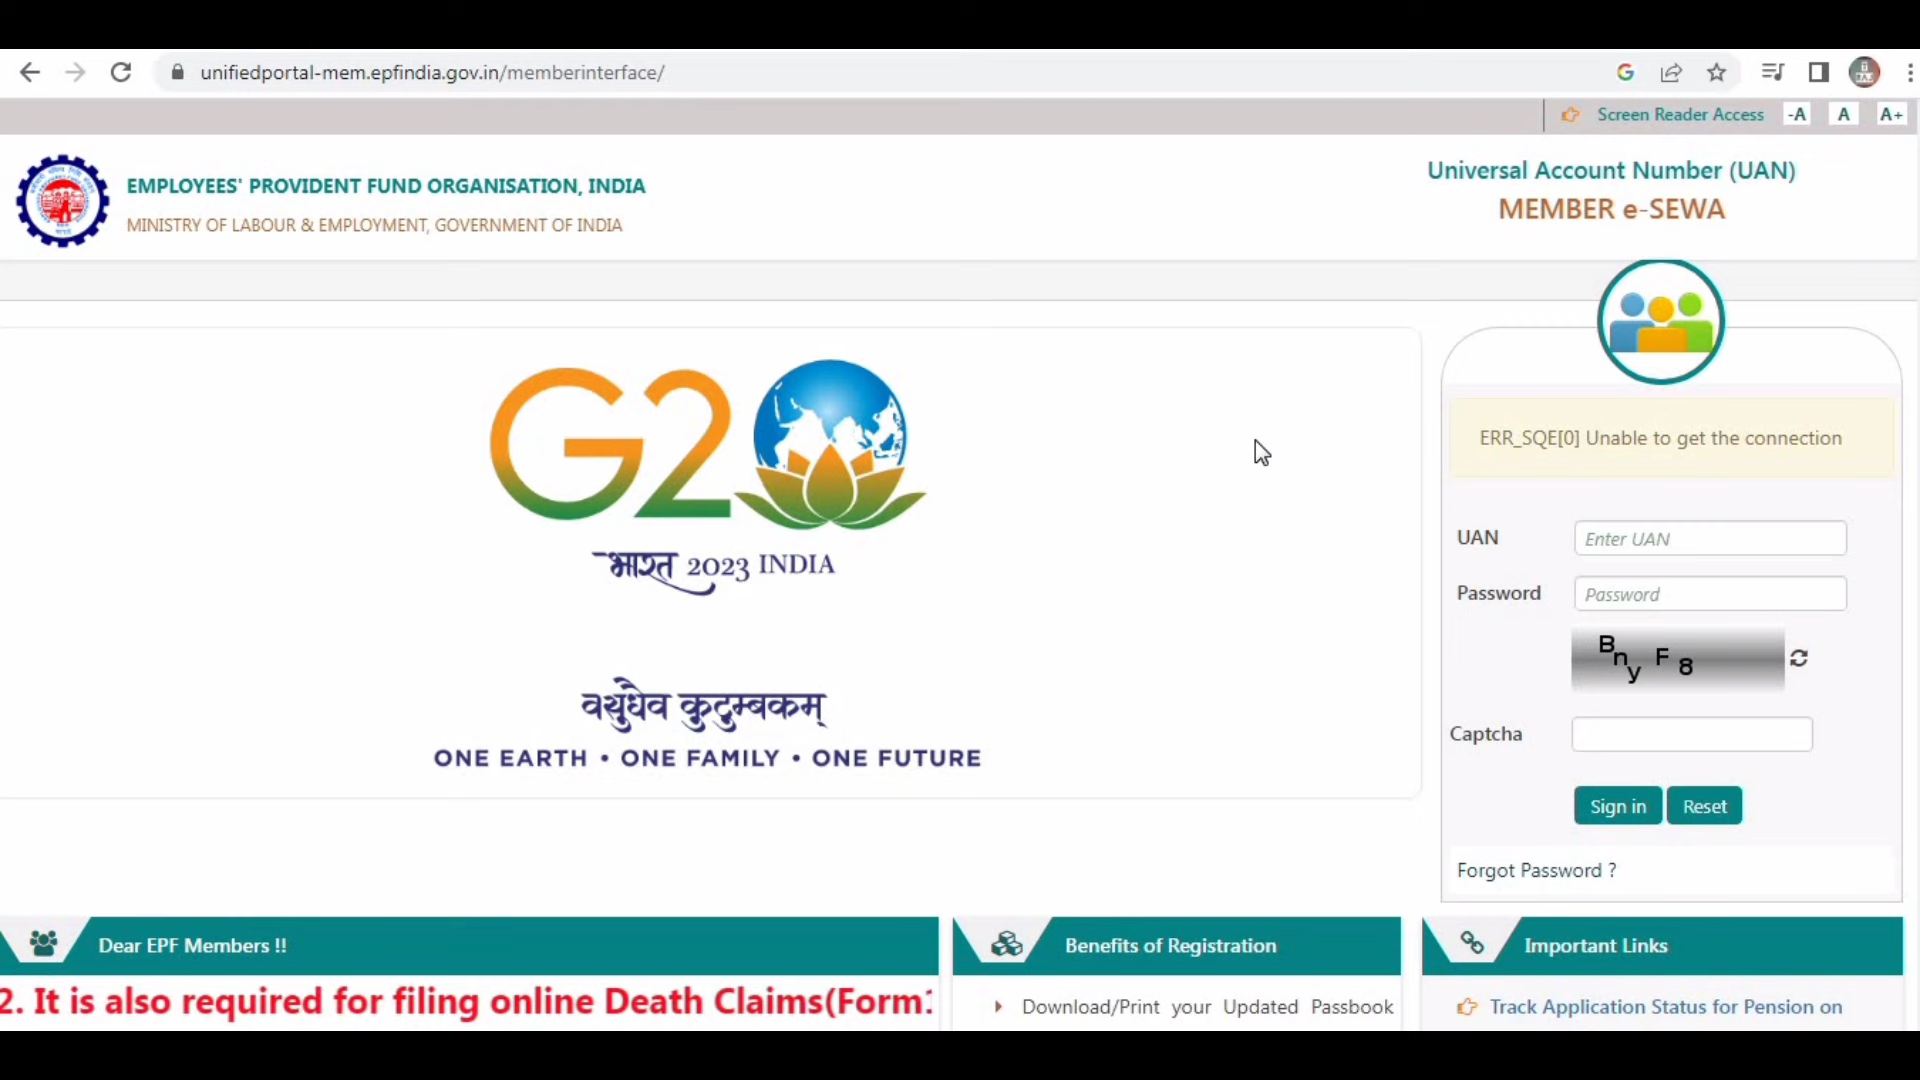 unifiedportal-mem.epfindia.gov.in/memberinterface/
Screen Reader Access -A A A+
EMPLOYEES' PROVIDENT FUND ORGANISATION, INDIA
MINISTRY OF LABOUR & EMPLOYMENT, GOVERNMENT OF INDIA
Universal Account Number (UAN)
MEMBER e-SEWA
G20
भारत 2023 INDIA
वसुधैव कुटुम्बकम्
ONE EARTH • ONE FAMILY • ONE FUTURE
ERR_SQE[0] Unable to get the connection
UAN Enter UAN
Password Password
BnyF8
Captcha
Sign in Reset
Forgot Password ?
Dear EPF Members !!
2. It is also required for filing online Death Claims(Form
Benefits of Registration
Download/Print your Updated Passbook
Important Links
Track Application Status for Pension on